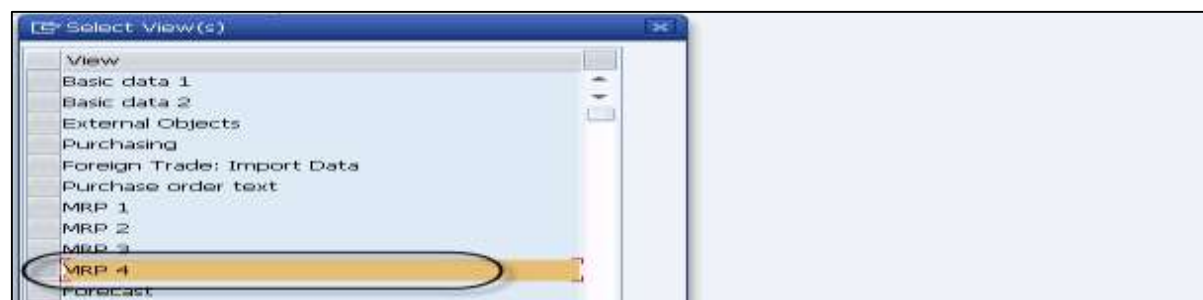 Select View(s)
View
Basic data 1
Basic data 2
External Objects
Purchasing
Foreign Trade: Import Data
Purchase order text
MRP 1
MRP 2
MRP 3
MRP 4
Forecast